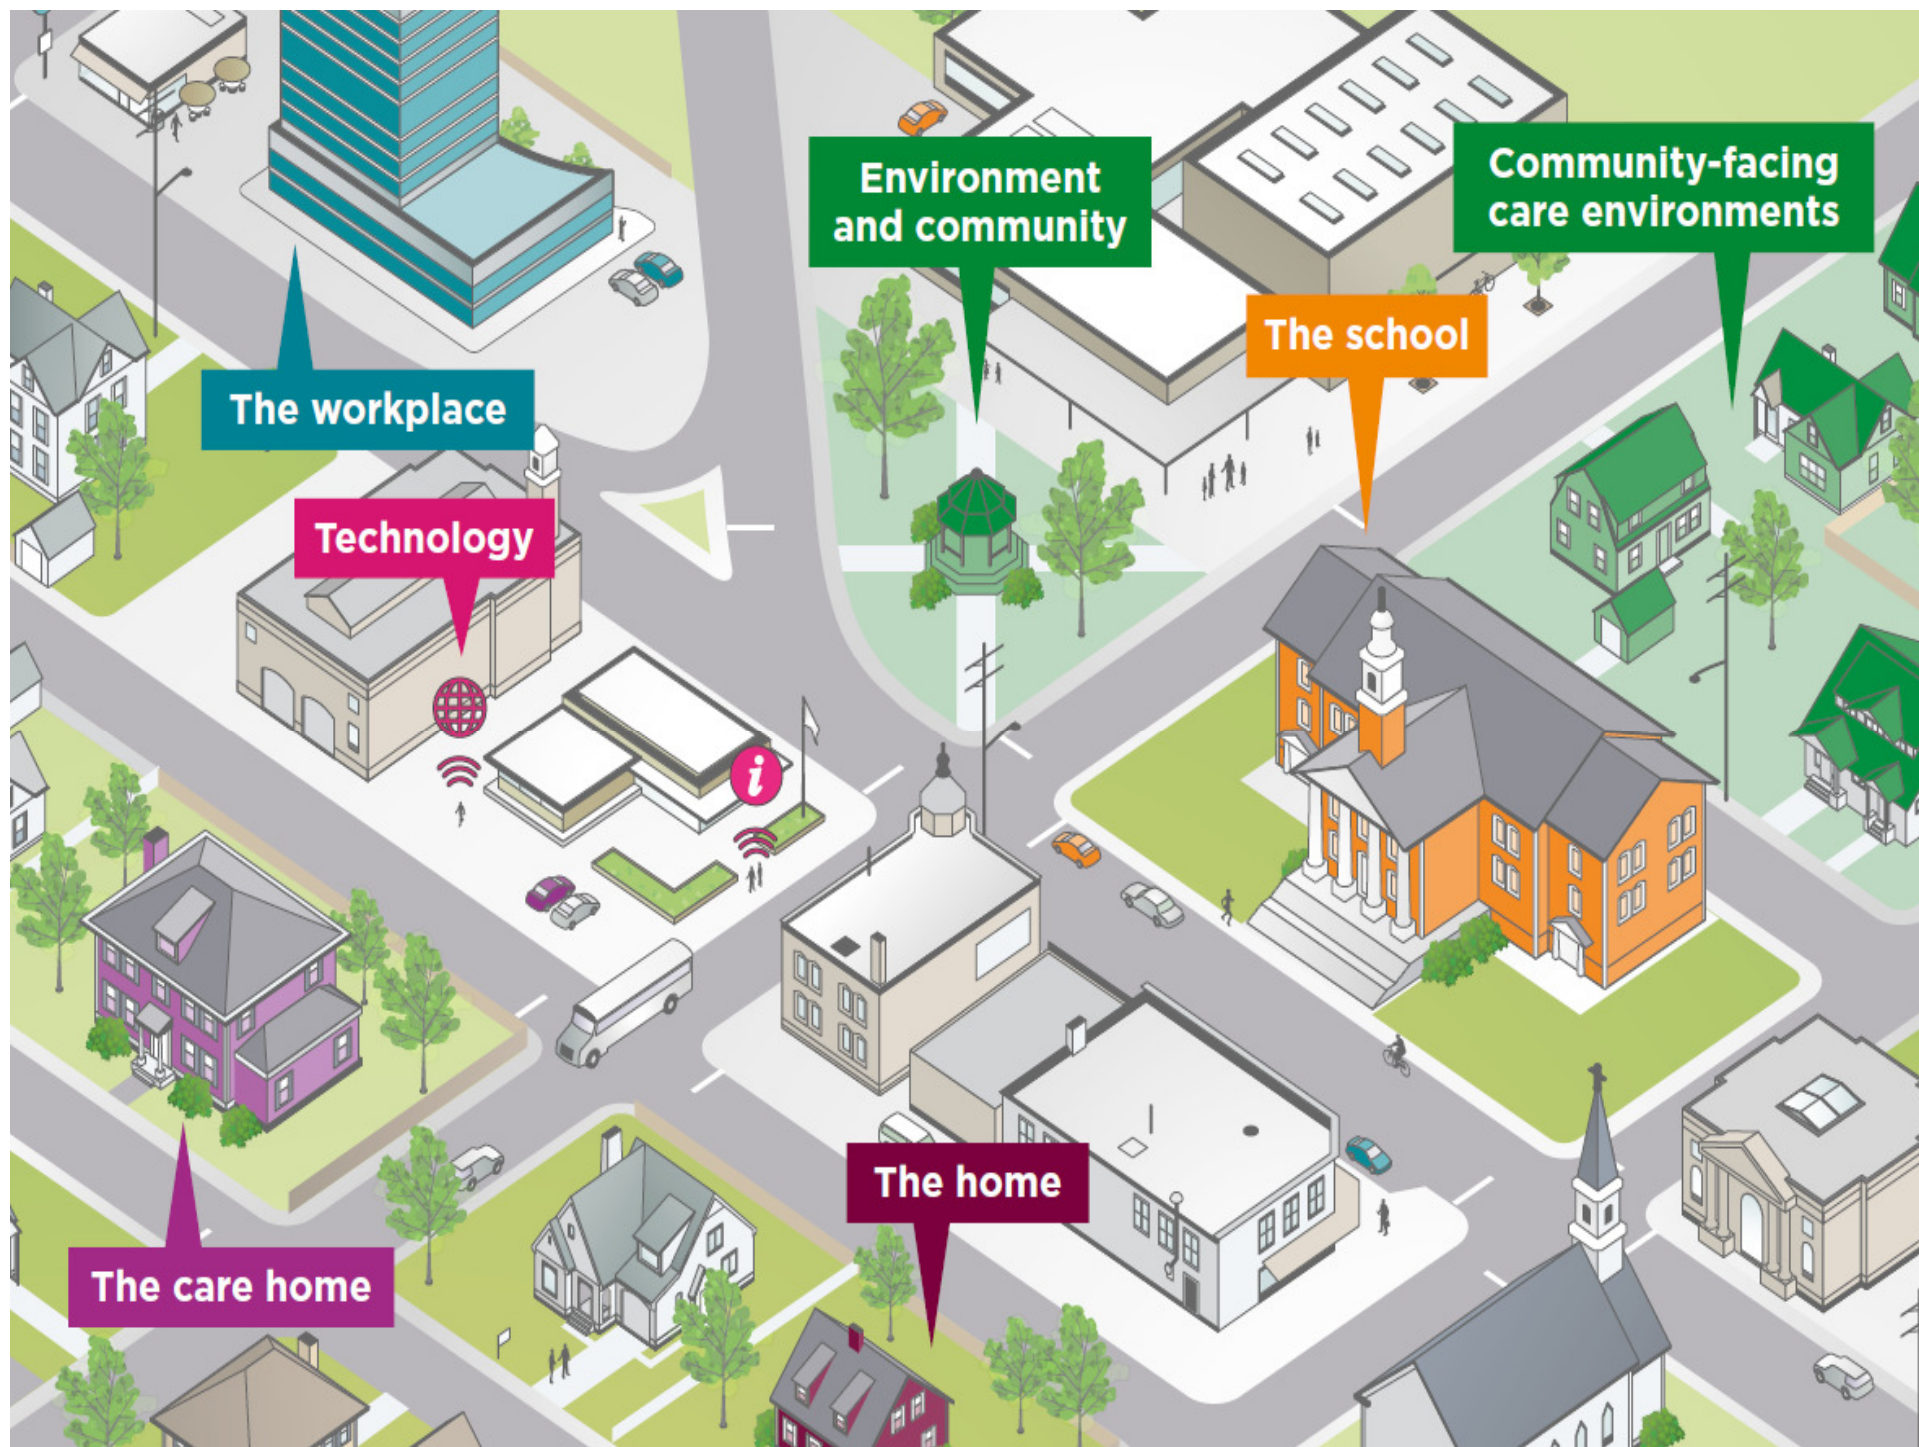 Environment
and community
Community-facing
care environments
The school
The workplace
Technology
i
The home
The care home